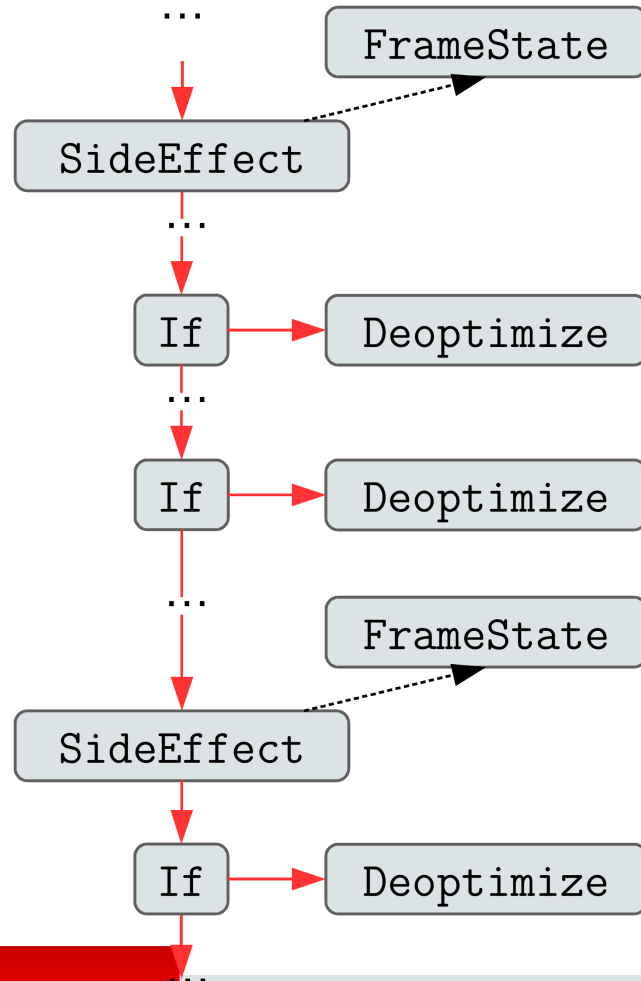 ...
FrameState
SideEffect
...
If Deoptimize
...
If Deoptimize
...
FrameState
SideEffect
If Deoptimize
...